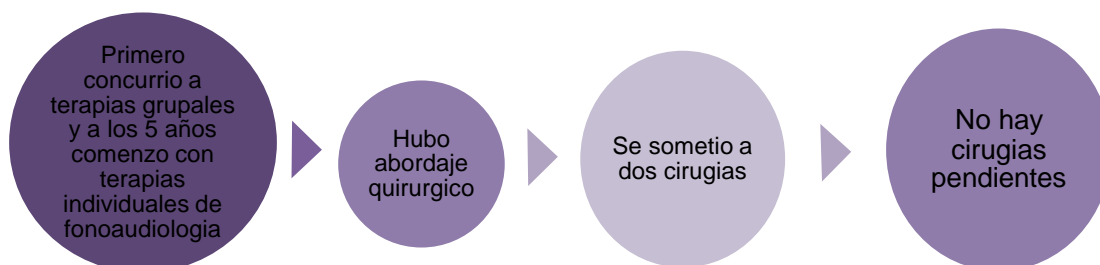 Primero
concurrio a
terapias grupales
y a los 5 años
comenzo con
terapias
individuales de
fonoaudiologia
Hubo
abordaje
quirurgico
Se sometio a
dos cirugias
No hay
cirugias
pendientes